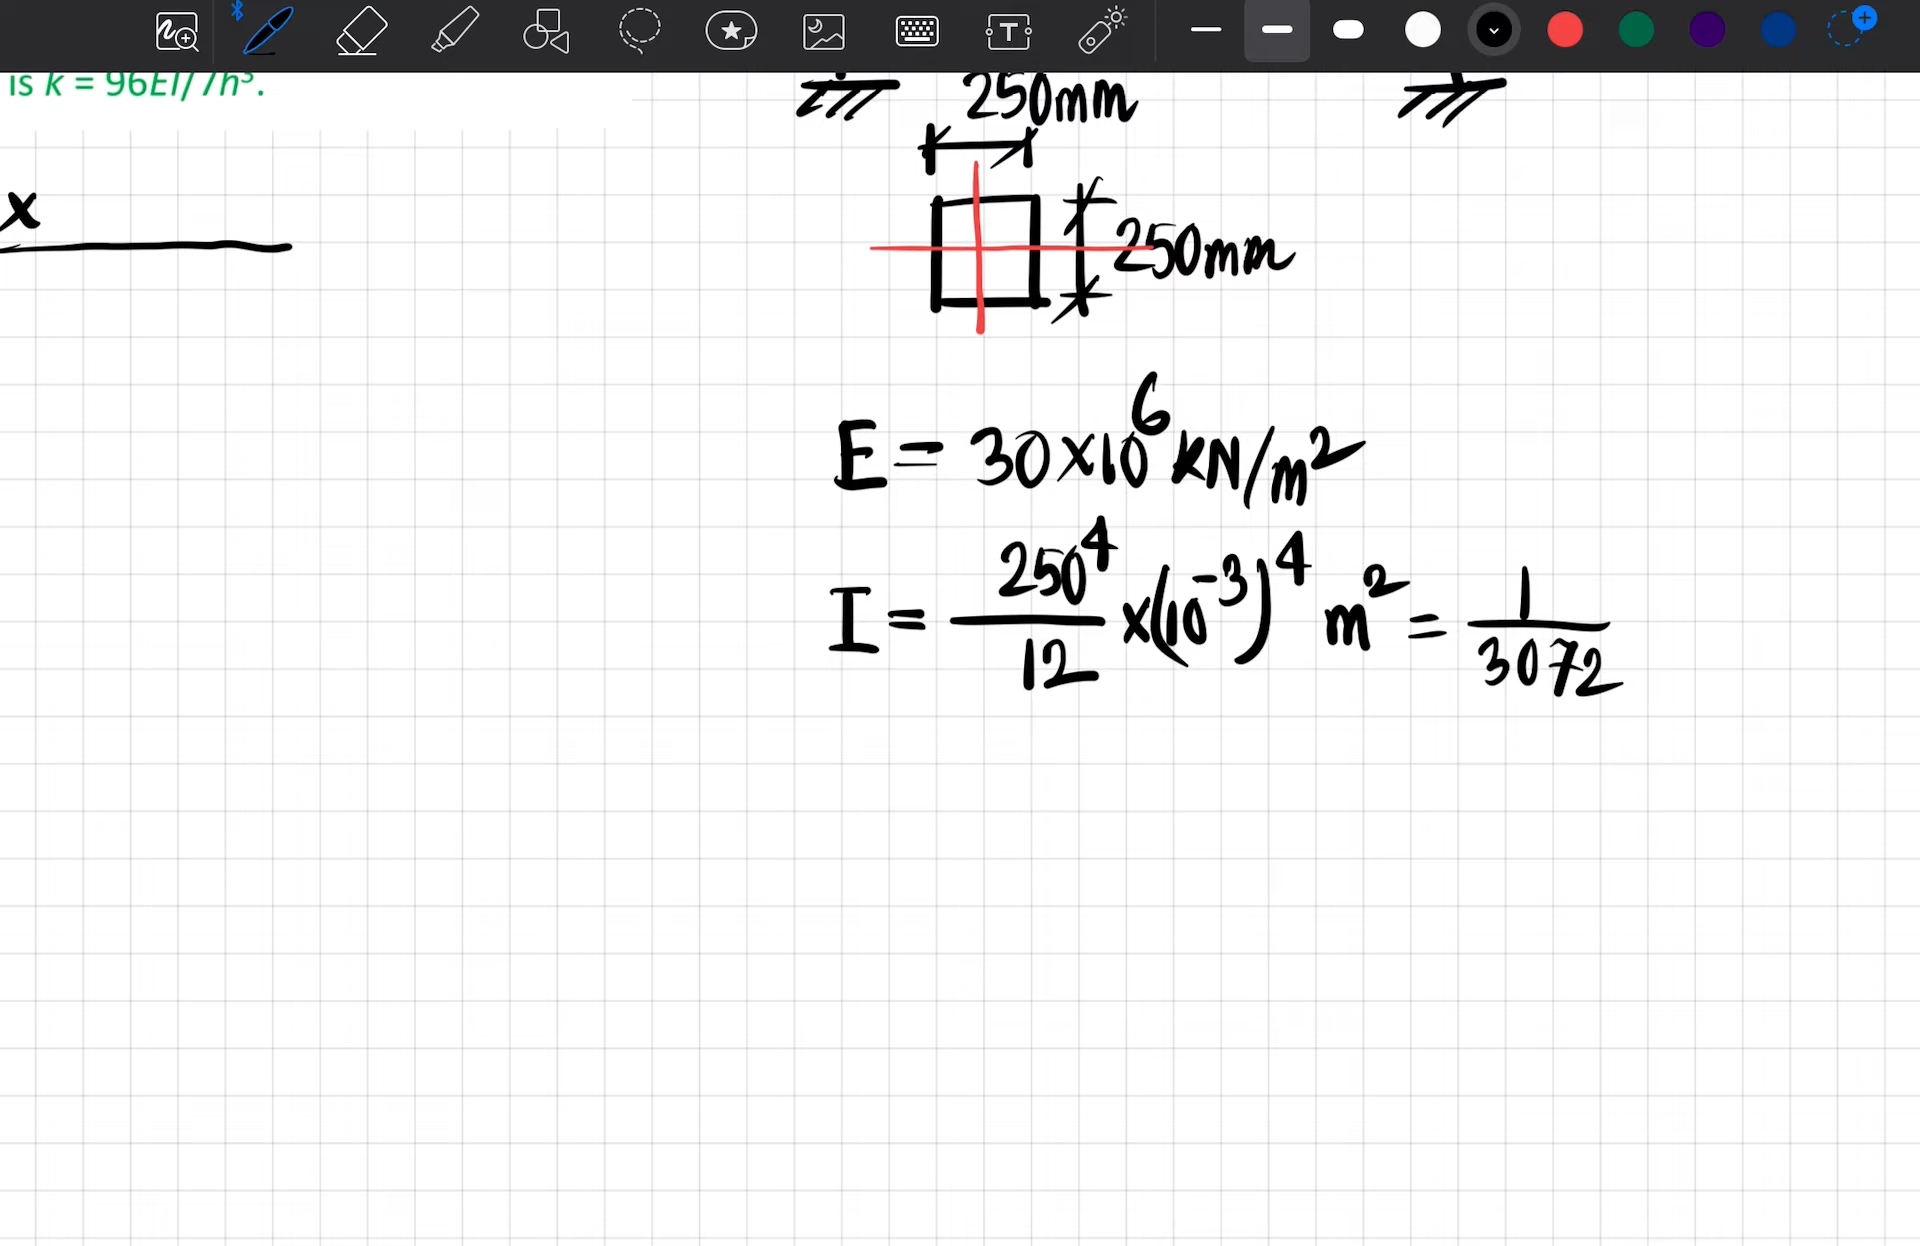 is k = 96EI/7h³.
250mm
x
250mm
E = 30×10⁶ kN/m²
I = 250⁴/12 ×(10⁻³)⁴ m² = 1/3072